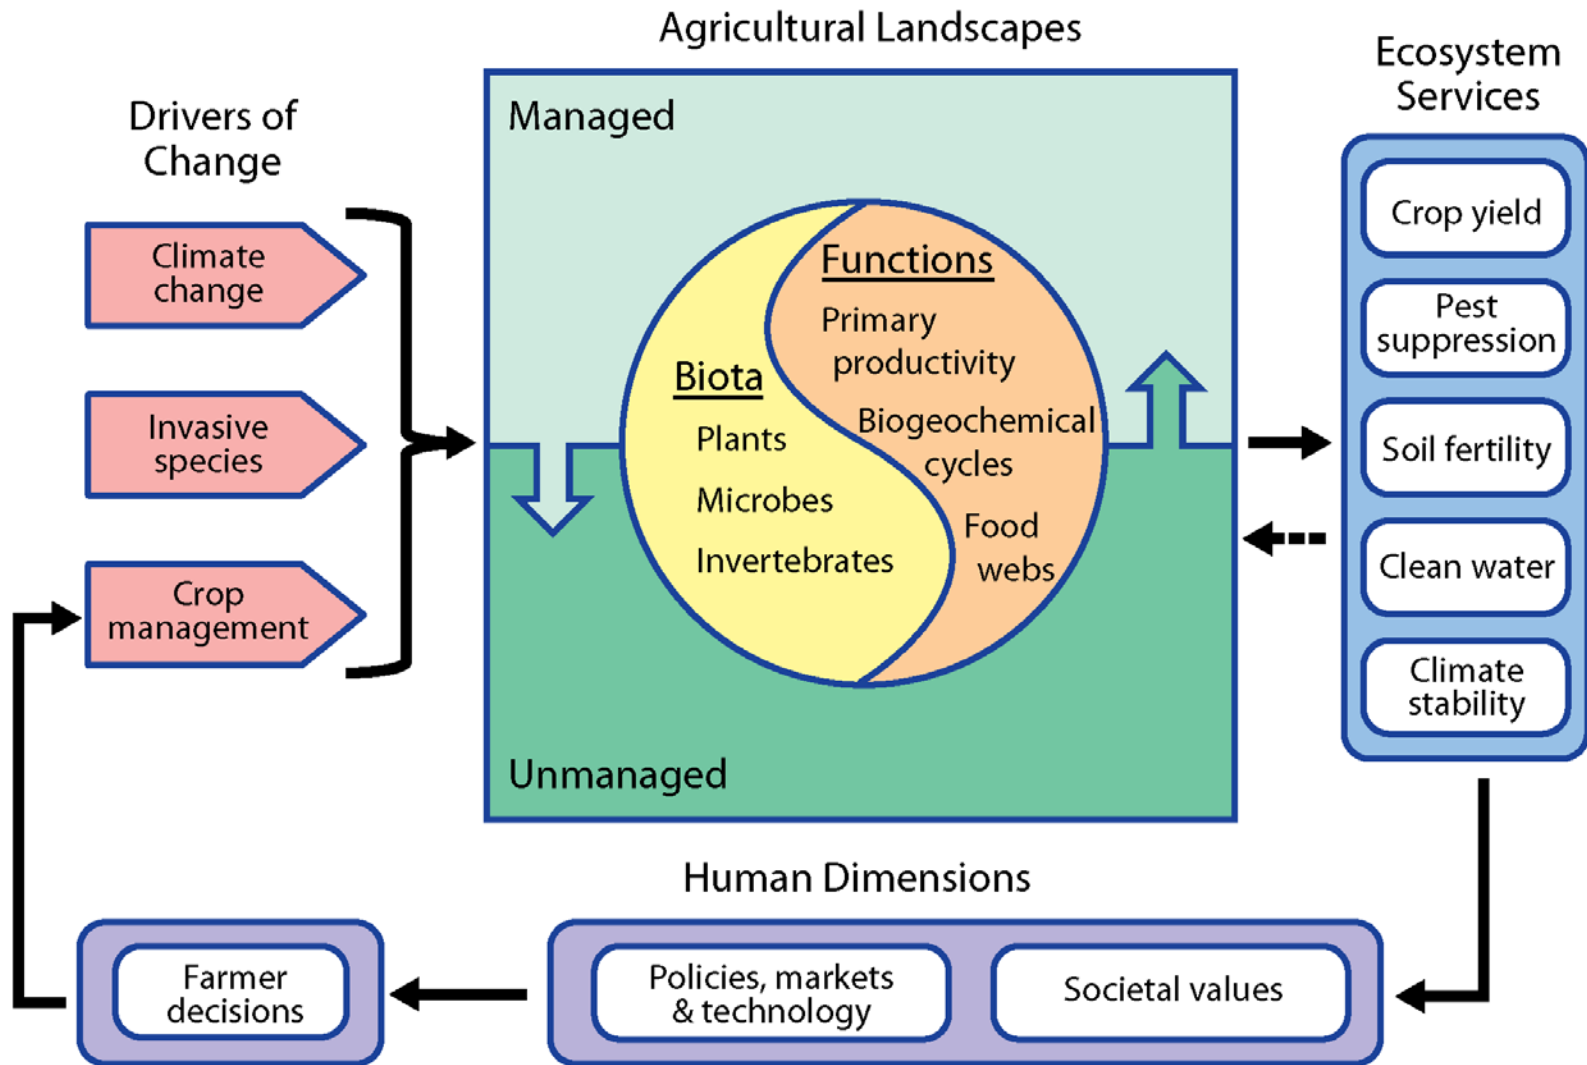 Agricultural Landscapes
Drivers of
Change
Climate
change
Invasive
species
Crop
management
Managed
Functions
Primary
productivity
Biogeochemical
cycles
Food
webs
Biota
Plants
Microbes
Invertebrates
Unmanaged
Ecosystem
Services
Crop yield
Pest
suppression
Soil fertility
Clean water
Climate
stability
Human Dimensions
Farmer
decisions
Policies, markets
& technology
Societal values